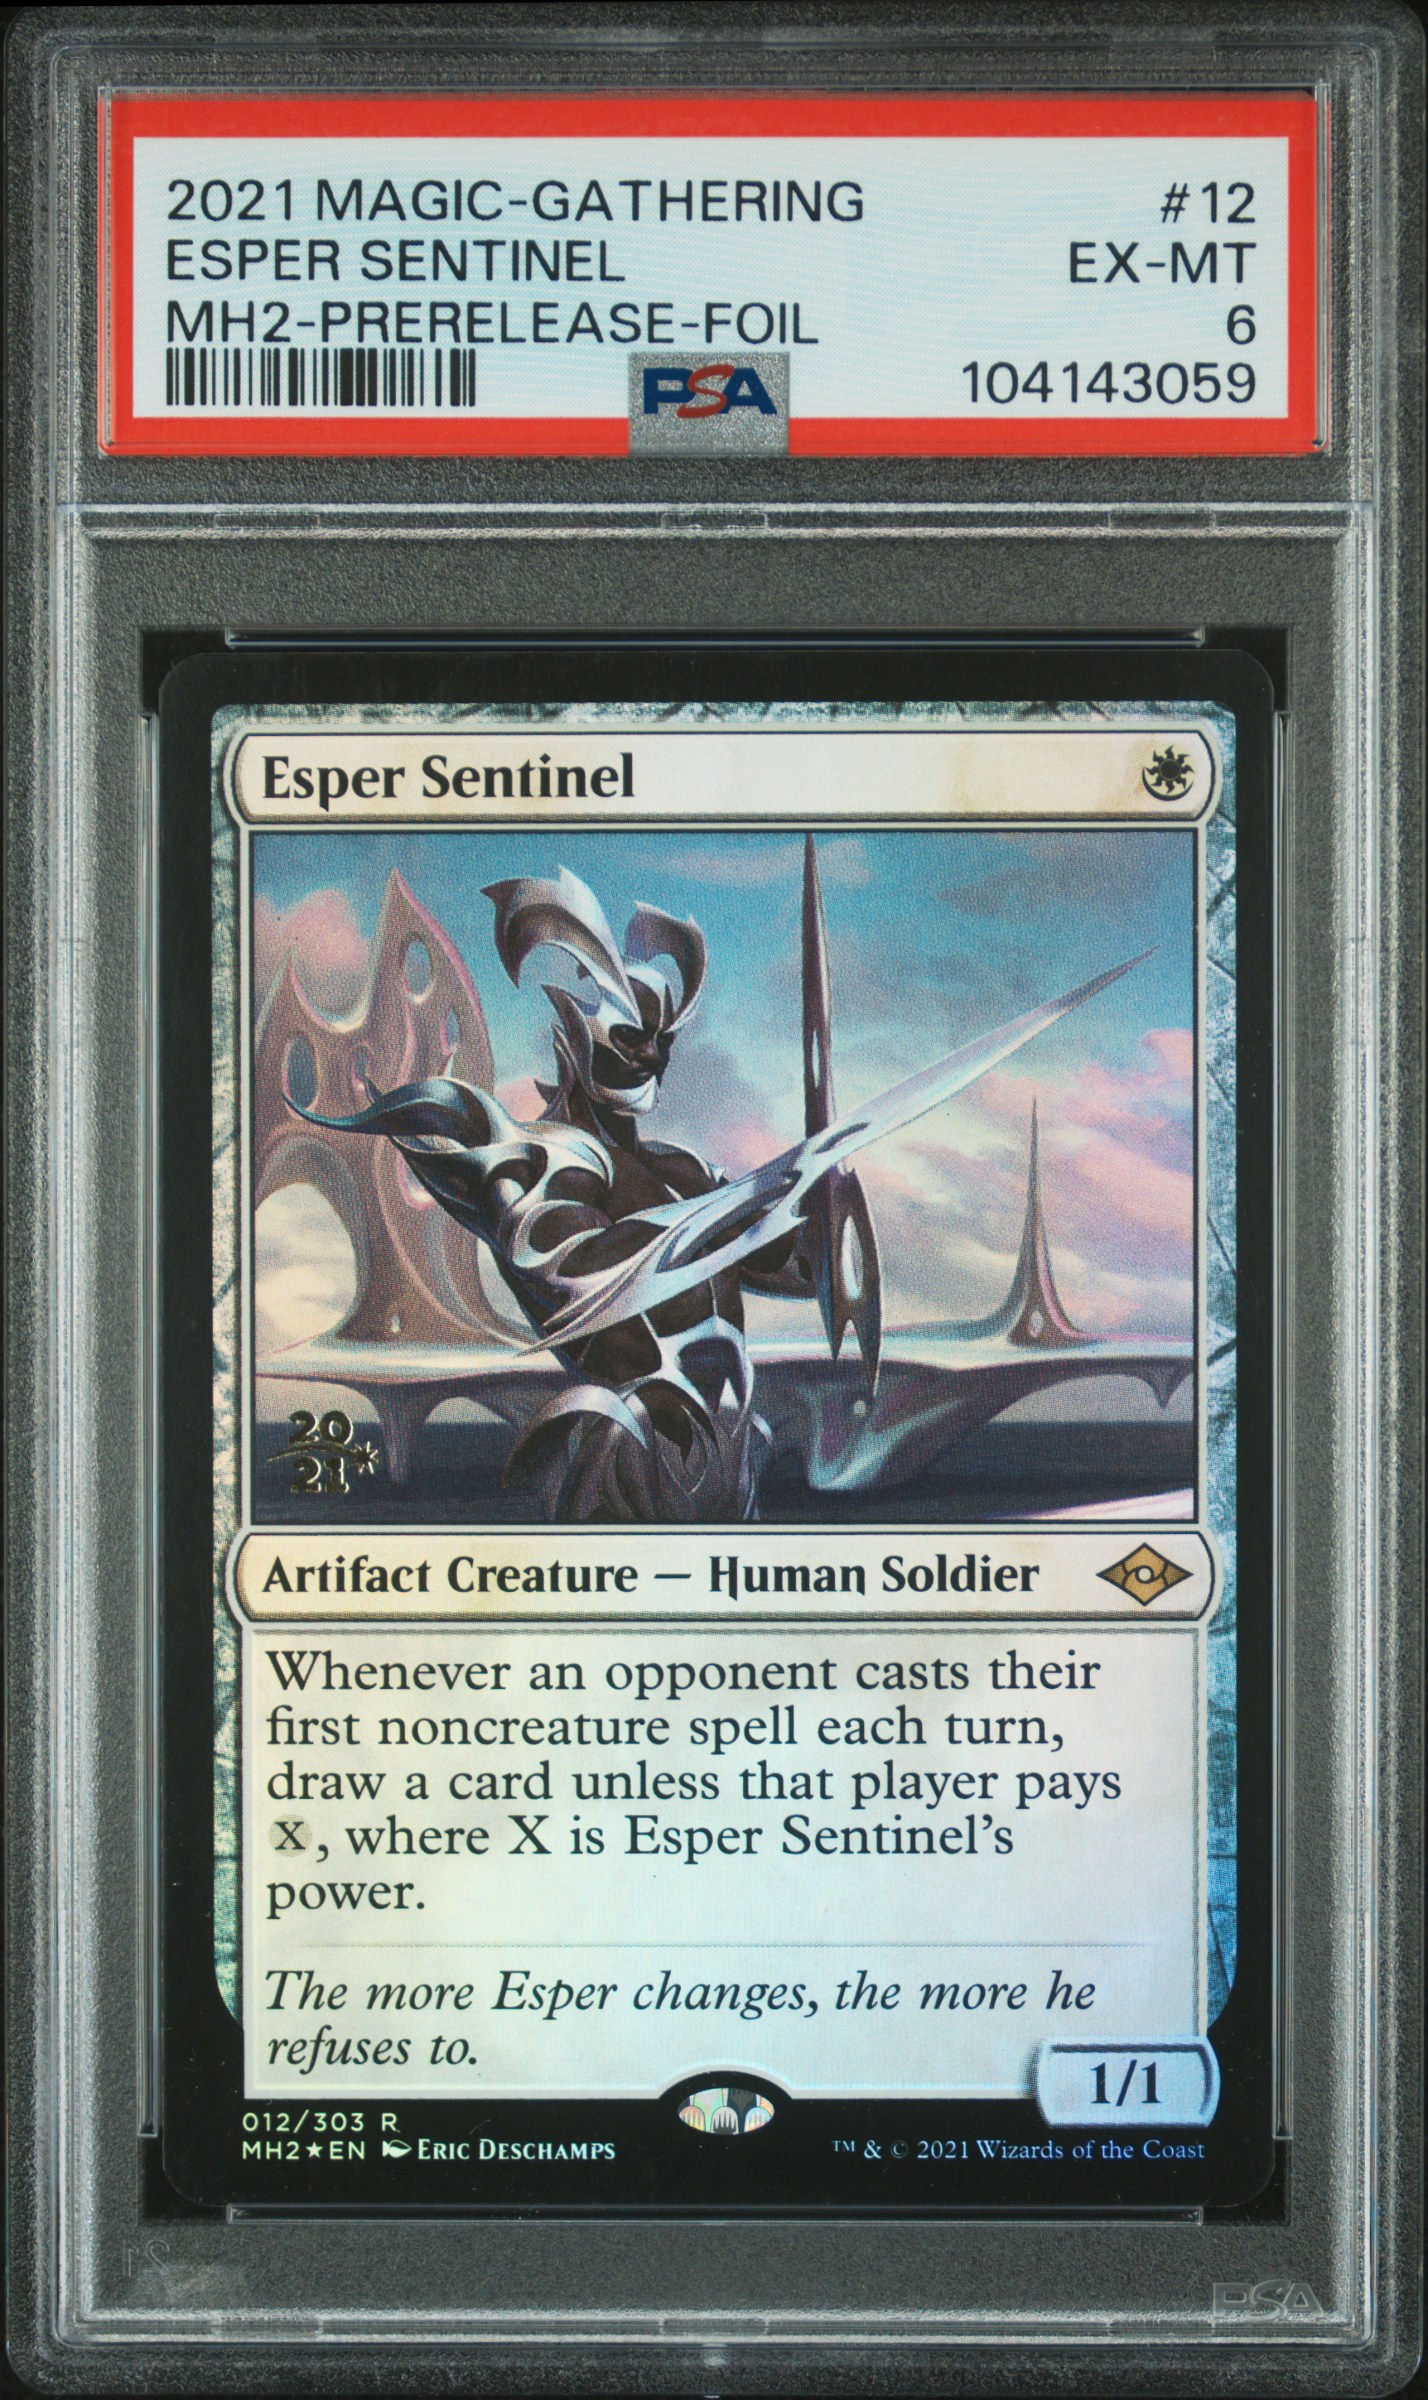 2021 MAGIC-GATHERING #12
ESPER SENTINEL EX-MT
MH2-PRERELEASE-FOIL 6
PSA 104143059
Esper Sentinel
20
21
Artifact Creature — Human Soldier
Whenever an opponent casts their
first noncreature spell each turn,
draw a card unless that player pays
X, where X is Esper Sentinel's
power.
The more Esper changes, the more he
refuses to.
1/1
012/303 R
MH2★EN ERIC DESCHAMPS
™ & © 2021 Wizards of the Coast
PSA